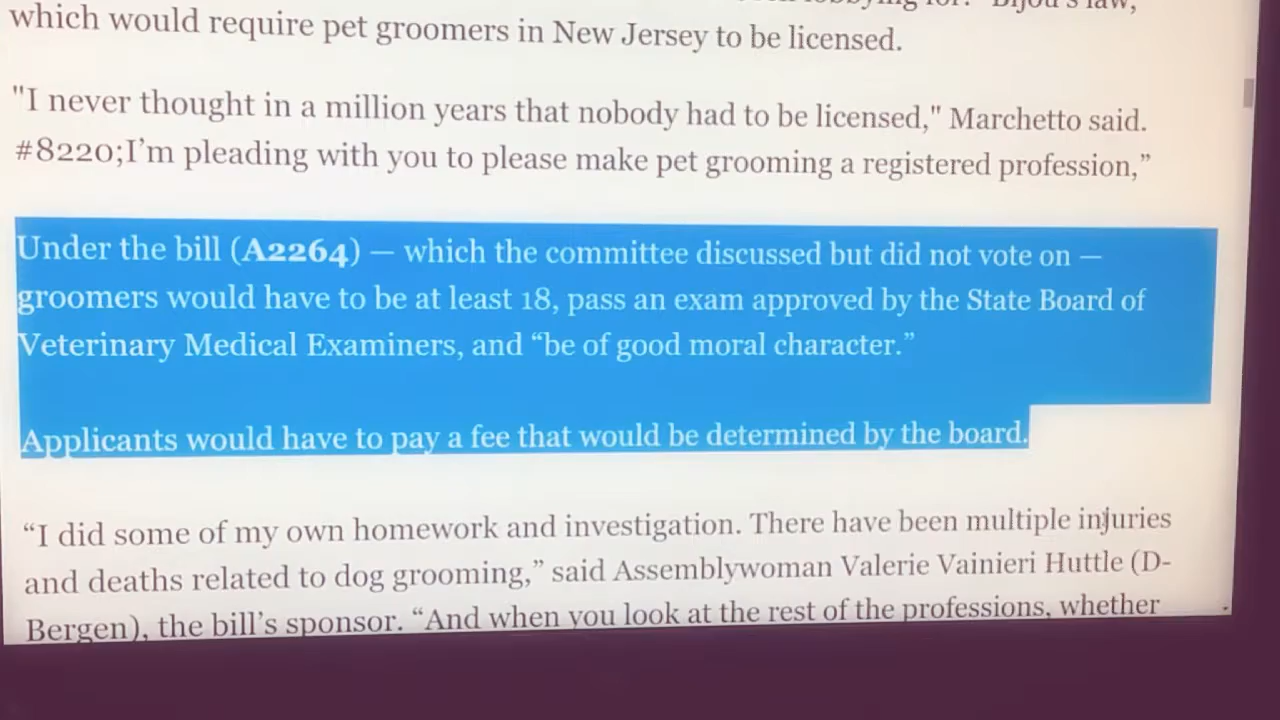 lobbying for: "Bijou's law,
which would require pet groomers in New Jersey to be licensed.
"I never thought in a million years that nobody had to be licensed," Marchetto said.
#8220;I’m pleading with you to please make pet grooming a registered profession,”
Under the bill (A2264) — which the committee discussed but did not vote on —
groomers would have to be at least 18, pass an exam approved by the State Board of
Veterinary Medical Examiners, and “be of good moral character.”
Applicants would have to pay a fee that would be determined by the board.
“I did some of my own homework and investigation. There have been multiple injuries
and deaths related to dog grooming,” said Assemblywoman Valerie Vainieri Huttle (D-
Bergen), the bill’s sponsor. “And when you look at the rest of the professions, whether